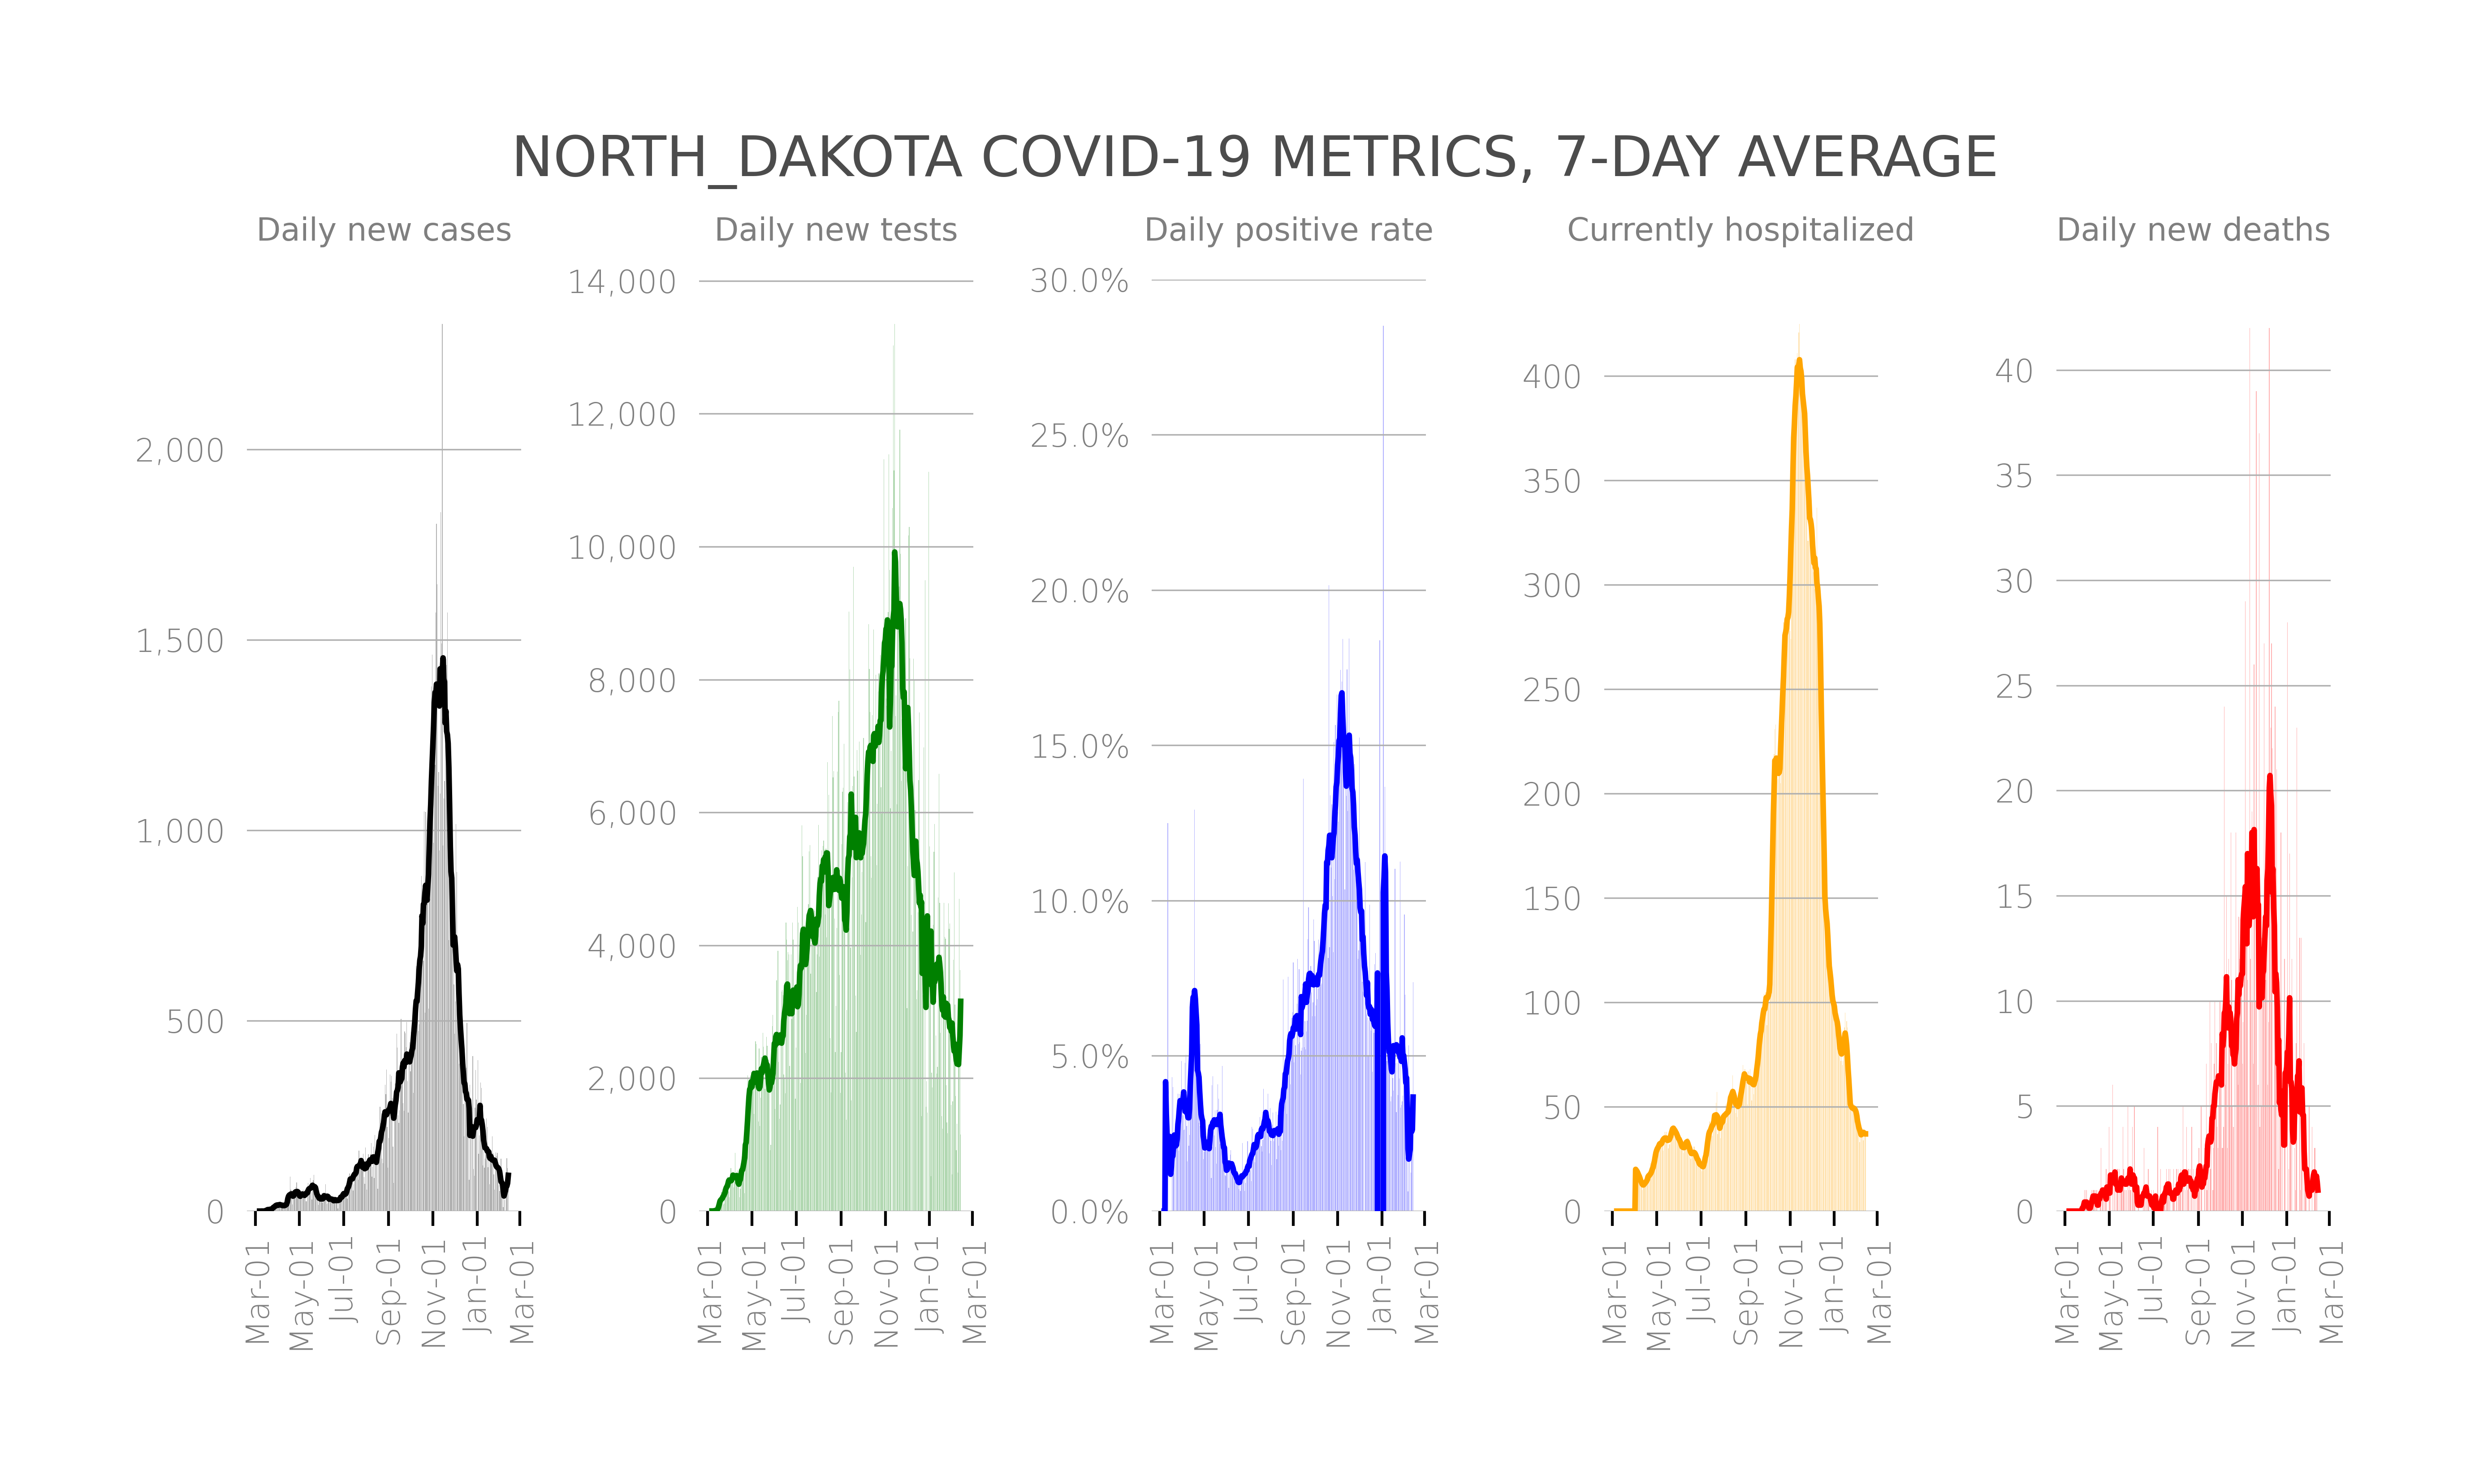 NORTH_DAKOTA COVID-19 METRICS, 7-DAY AVERAGE
Daily new cases
2,000
1,500
1,000
500
0
Mar-01
May-01
Jul-01
Sep-01
Nov-01
Jan-01
Mar-01
Daily new tests
14,000
12,000
10,000
8,000
6,000
4,000
2,000
0
Mar-01
May-01
Jul-01
Sep-01
Nov-01
Jan-01
Mar-01
Daily positive rate
30.0%
25.0%
20.0%
15.0%
10.0%
5.0%
0.0%
Mar-01
May-01
Jul-01
Sep-01
Nov-01
Jan-01
Mar-01
Currently hospitalized
400
350
300
250
200
150
100
50
0
Mar-01
May-01
Jul-01
Sep-01
Nov-01
Jan-01
Mar-01
Daily new deaths
40
35
30
25
20
15
10
5
0
Mar-01
May-01
Jul-01
Sep-01
Nov-01
Jan-01
Mar-01